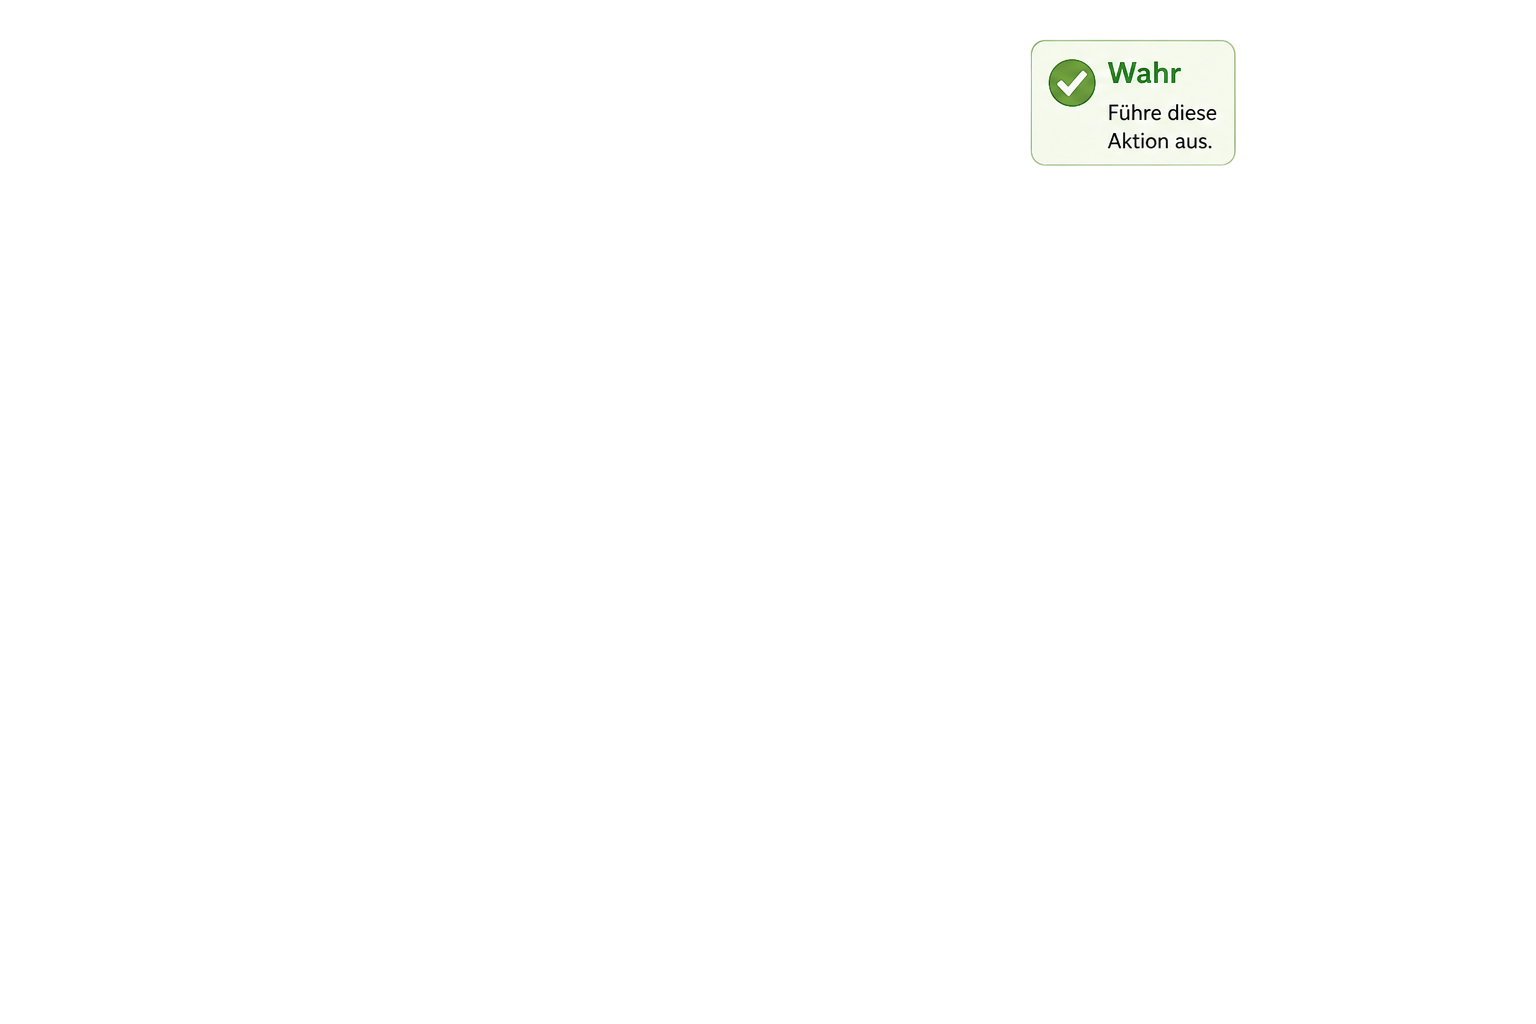 Wahr
Führe diese
Aktion aus.